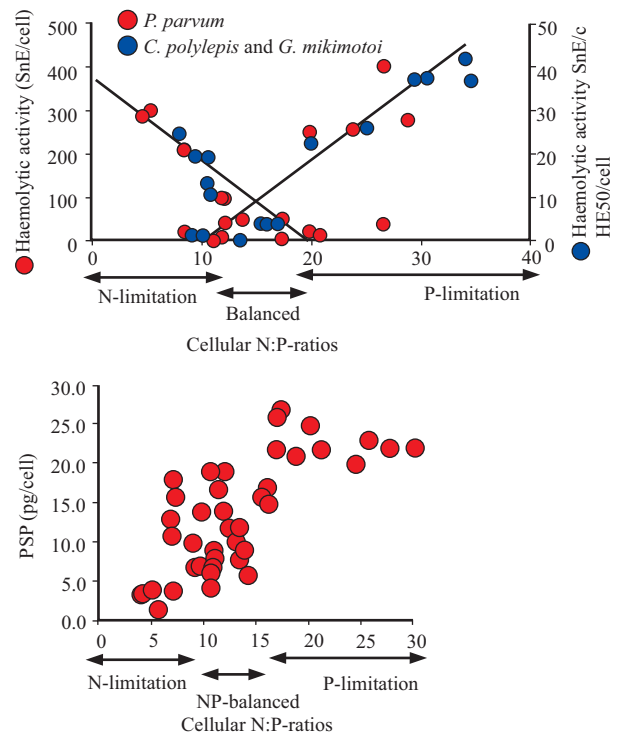 P. parvum
C. polylepis and G. mikimotoi
Haemolytic activity (SnE/cell)
500
400
300
200
100
0
50
40
30
20
10
0
Haemolytic activity SnE/c
HE50/cell
0 10 20 30 40
N-limitation
Balanced
P-limitation
Cellular N:P-ratios
PSP (pg/cell)
30.0
25.0
20.0
15.0
10.0
5.0
0.0
0 5 10 15 20 25 30
N-limitation
NP-balanced
P-limitation
Cellular N:P-ratios